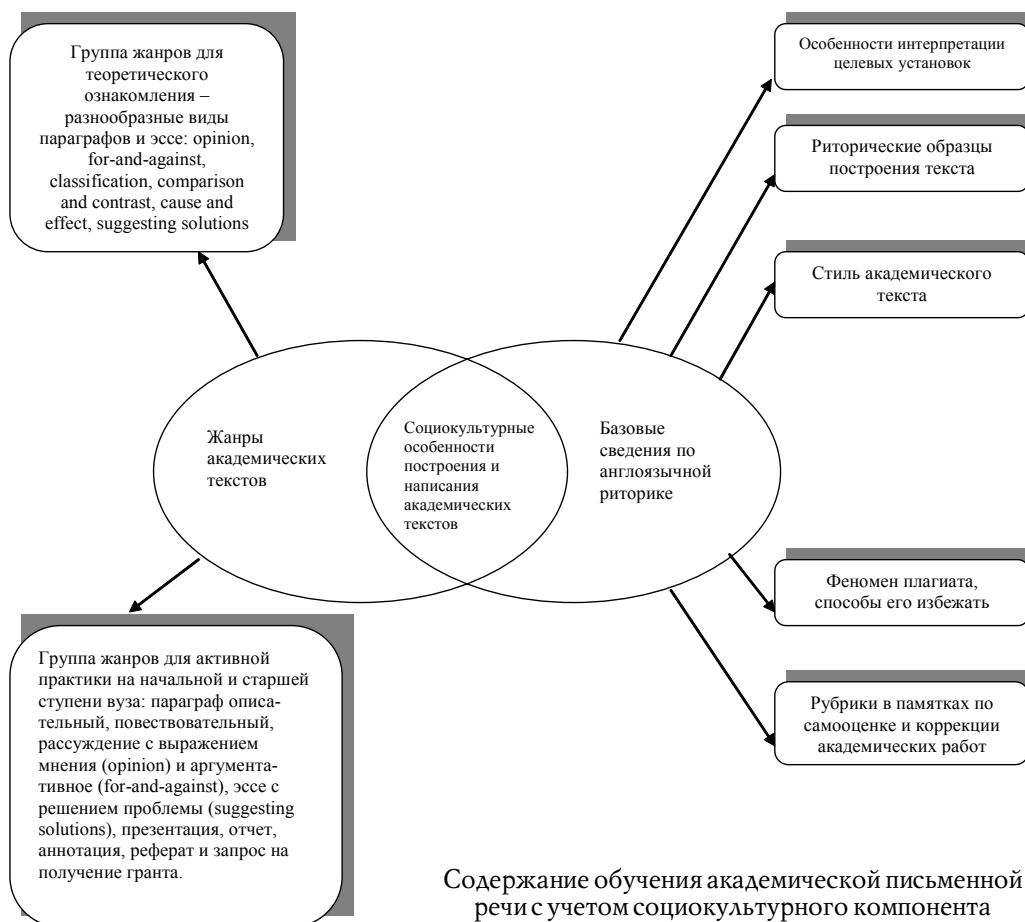 Группа жанров для
теоретического
ознакомления –
разнообразные виды
параграфов и эссе: opinion,
for-and-against,
classification, comparison
and contrast, cause and
effect, suggesting solutions
Особенности интерпретации
целевых установок
Риторические образцы
построения текста
Стиль академического
текста
Жанры
академических
текстов
Социокультурные
особенности
построения и
написания
академических
текстов
Базовые
сведения по
англоязычной
риторике
Феномен плагиата,
способы его избежать
Рубрики в памятках по
самооценке и коррекции
академических работ
Группа жанров для активной
практики на начальной и старшей
ступени вуза: параграф описа-
тельный, повествовательный,
рассуждение с выражением
мнения (opinion) и аргумента-
тивное (for-and-against), эссе с
решением проблемы (suggesting
solutions), презентация, отчет,
аннотация, реферат и запрос на
получение гранта.
Содержание обучения академической письменной
речи с учетом социокультурного компонента